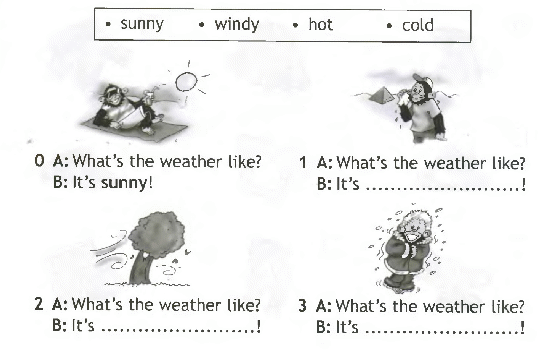 • sunny • windy • hot • cold
0 A: What's the weather like?
B: It's sunny!
1 A: What's the weather like?
B: It's ........................!
2 A: What's the weather like?
B: It's ........................!
3 A: What's the weather like?
B: It's ........................!